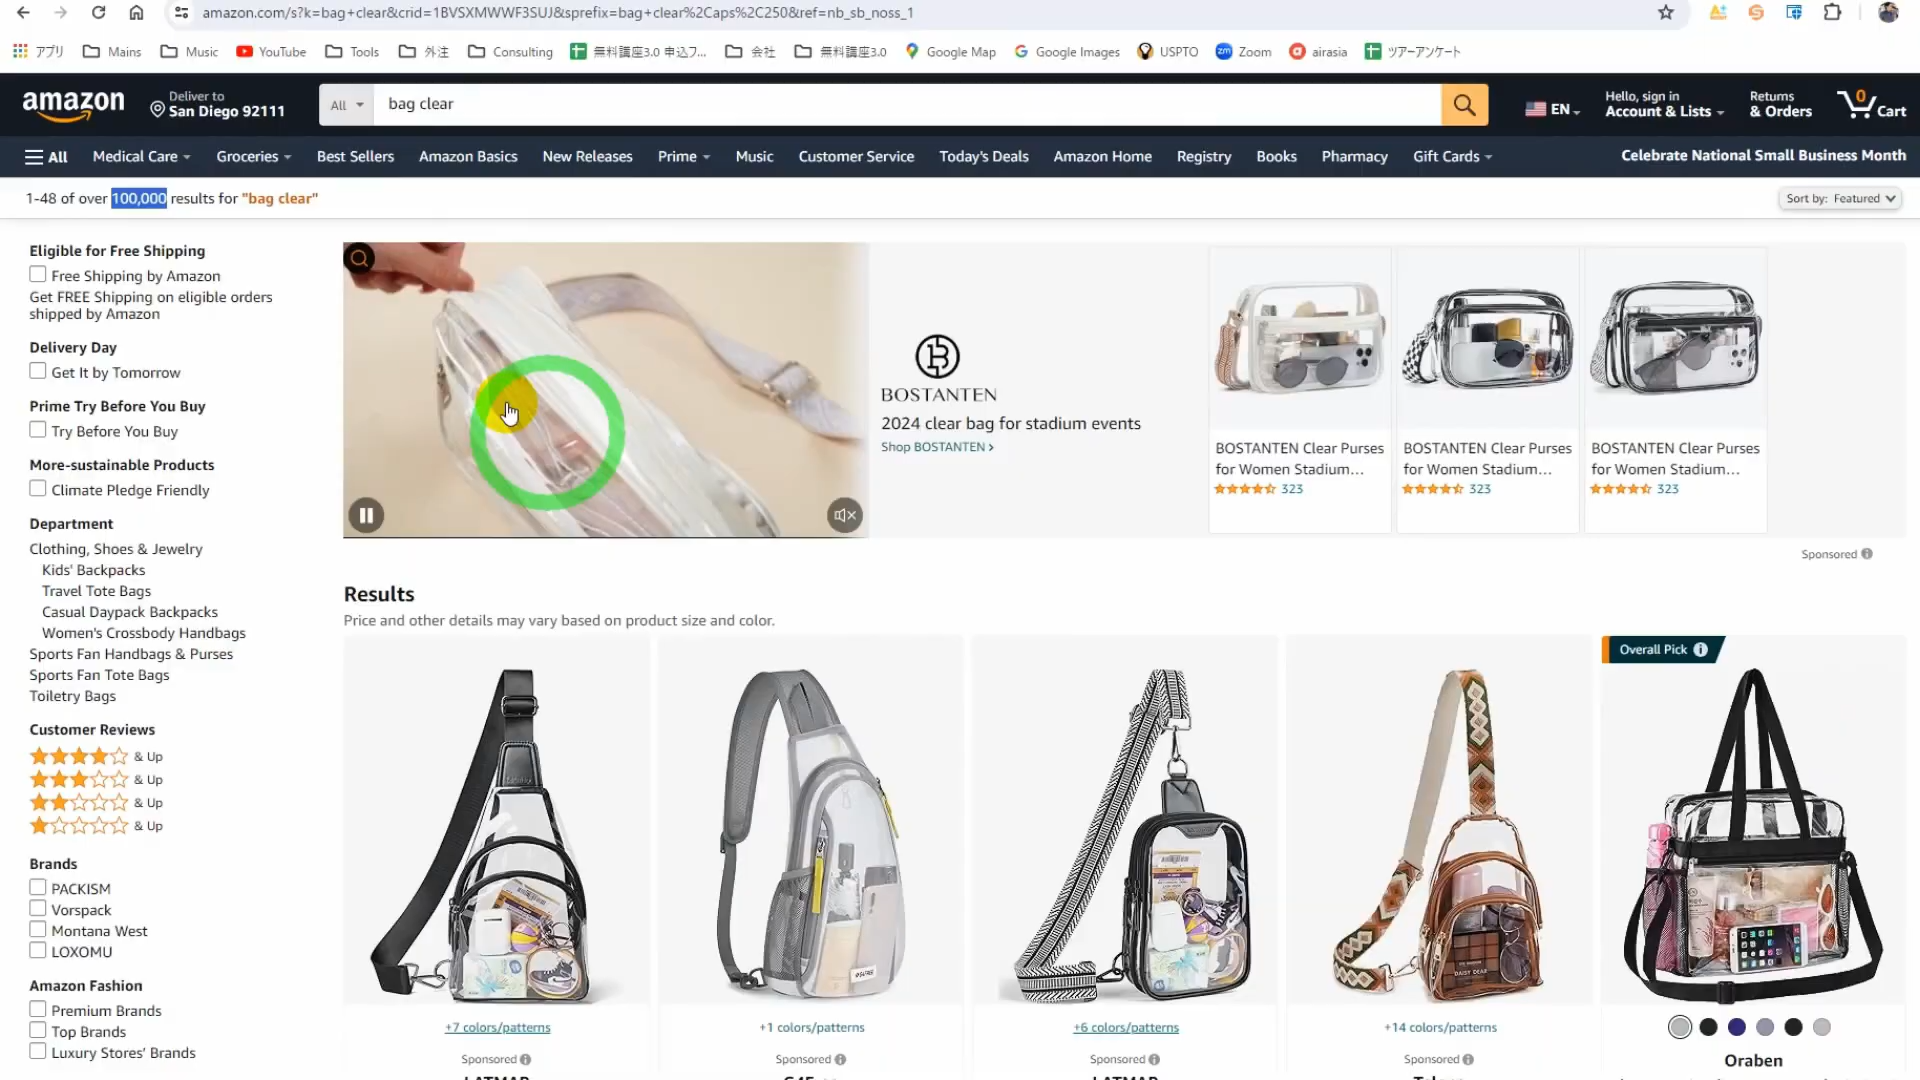 amazon.com/s?k=bag+clear&crid=1BVSXMWWF3SUJ&sprefix=bag+clear%2Caps%2C250&ref=nb_sb_noss_1
アプリ Mains Music YouTube Tools 外注 Consulting 無料講座3.0 申込フ... 会社 無料講座3.0 Google Map Google Images USPTO Zoom airasia ツアーアンケート
amazon
Deliver to
San Diego 92111
All
bag clear
EN
Hello, sign in
Account & Lists
Returns
& Orders
0
Cart
All Medical Care Groceries Best Sellers Amazon Basics New Releases Prime Music Customer Service Today's Deals Amazon Home Registry Books Pharmacy Gift Cards Celebrate National Small Business Month
1-48 of over 100,000 results for "bag clear"
Sort by: Featured
Eligible for Free Shipping
Free Shipping by Amazon
Get FREE Shipping on eligible orders
shipped by Amazon
Delivery Day
Get It by Tomorrow
Prime Try Before You Buy
Try Before You Buy
More-sustainable Products
Climate Pledge Friendly
Department
Clothing, Shoes & Jewelry
Kids' Backpacks
Travel Tote Bags
Casual Daypack Backpacks
Women's Crossbody Handbags
Sports Fan Handbags & Purses
Sports Fan Tote Bags
Toiletry Bags
Customer Reviews
& Up
& Up
& Up
& Up
Brands
PACKISM
Vorspack
Montana West
LOXOMU
Amazon Fashion
Premium Brands
Top Brands
Luxury Stores' Brands
BOSTANTEN
2024 clear bag for stadium events
Shop BOSTANTEN >
BOSTANTEN Clear Purses
for Women Stadium...
323
BOSTANTEN Clear Purses
for Women Stadium...
323
BOSTANTEN Clear Purses
for Women Stadium...
323
Sponsored
Results
Price and other details may vary based on product size and color.
Overall Pick
+7 colors/patterns
Sponsored
+1 colors/patterns
Sponsored
+6 colors/patterns
Sponsored
+14 colors/patterns
Sponsored
Oraben